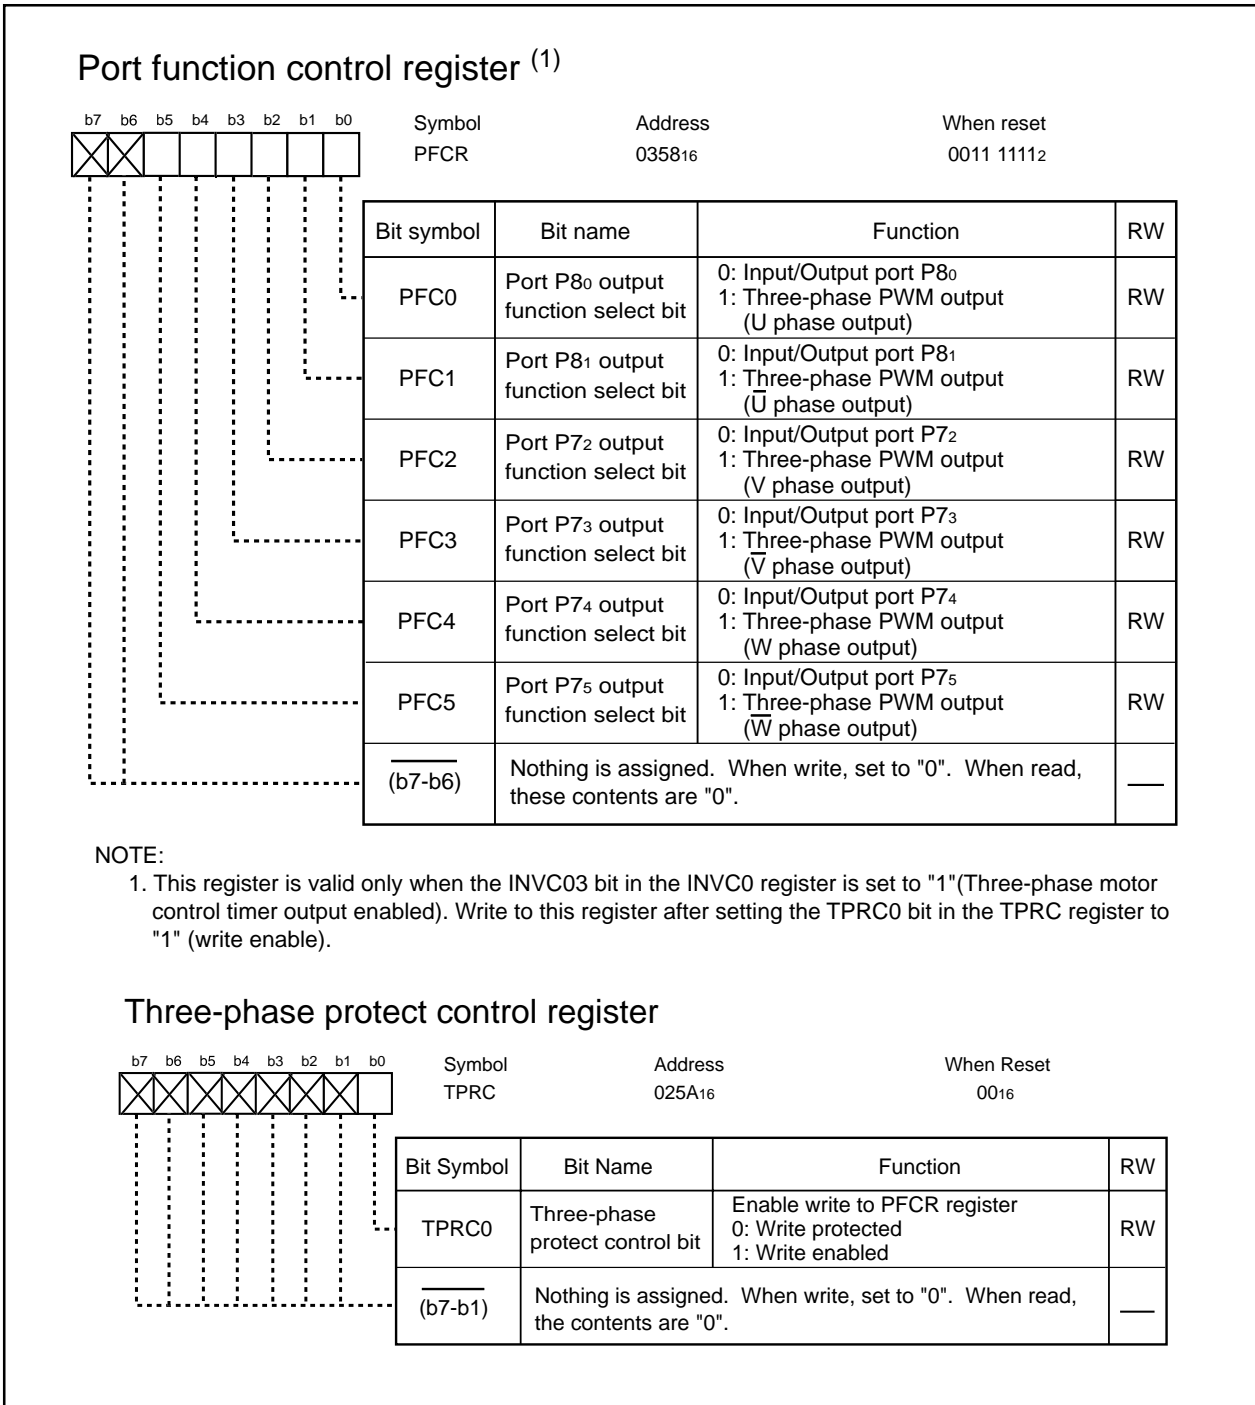 Port function control register (1)
b7 b6 b5 b4 b3 b2 b1 b0
Symbol Address When reset
PFCR 035816 0011 11112
Bit symbol Bit name Function RW
PFC0
Port P80 output
function select bit
0: Input/Output port P80
1: Three-phase PWM output
(U phase output)
RW
PFC1
Port P81 output
function select bit
0: Input/Output port P81
1: Three-phase PWM output
(U̅ phase output)
RW
PFC2
Port P72 output
function select bit
0: Input/Output port P72
1: Three-phase PWM output
(V phase output)
RW
PFC3
Port P73 output
function select bit
0: Input/Output port P73
1: Three-phase PWM output
(V̅ phase output)
RW
PFC4
Port P74 output
function select bit
0: Input/Output port P74
1: Three-phase PWM output
(W phase output)
RW
PFC5
Port P75 output
function select bit
0: Input/Output port P75
1: Three-phase PWM output
(W̅ phase output)
RW
(b7-b6)
Nothing is assigned. When write, set to "0". When read,
these contents are "0".
NOTE:
1. This register is valid only when the INVC03 bit in the INVC0 register is set to "1"(Three-phase motor
control timer output enabled). Write to this register after setting the TPRC0 bit in the TPRC register to
"1" (write enable).
Three-phase protect control register
b7 b6 b5 b4 b3 b2 b1 b0
Symbol Address When Reset
TPRC 025A16 0016
Bit Symbol Bit Name Function RW
TPRC0
Three-phase
protect control bit
Enable write to PFCR register
0: Write protected
1: Write enabled
RW
(b7-b1)
Nothing is assigned. When write, set to "0". When read,
the contents are "0".